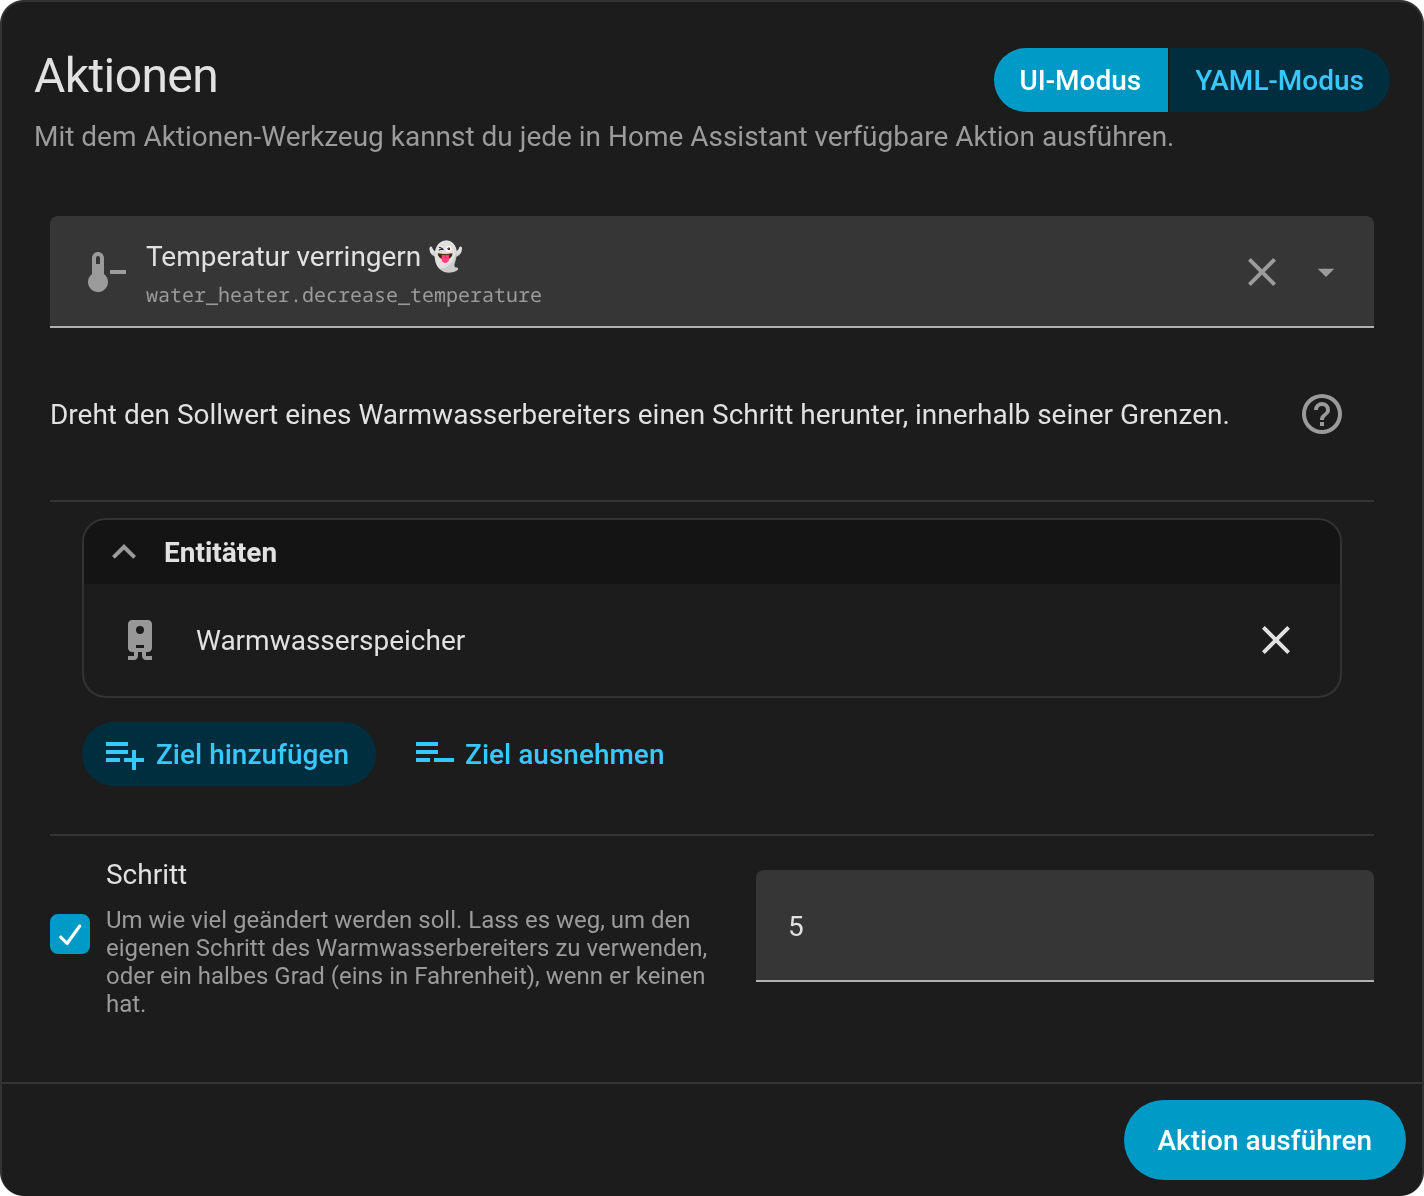 Aktionen
UI-Modus
YAML-Modus
Mit dem Aktionen-Werkzeug kannst du jede in Home Assistant verfügbare Aktion ausführen.
Temperatur verringern 👻
water_heater.decrease_temperature
Dreht den Sollwert eines Warmwasserbereiters einen Schritt herunter, innerhalb seiner Grenzen.
Entitäten
Warmwasserspeicher
Ziel hinzufügen
Ziel ausnehmen
Schritt
Um wie viel geändert werden soll. Lass es weg, um den
eigenen Schritt des Warmwasserbereiters zu verwenden,
oder ein halbes Grad (eins in Fahrenheit), wenn er keinen
hat.
5
Aktion ausführen